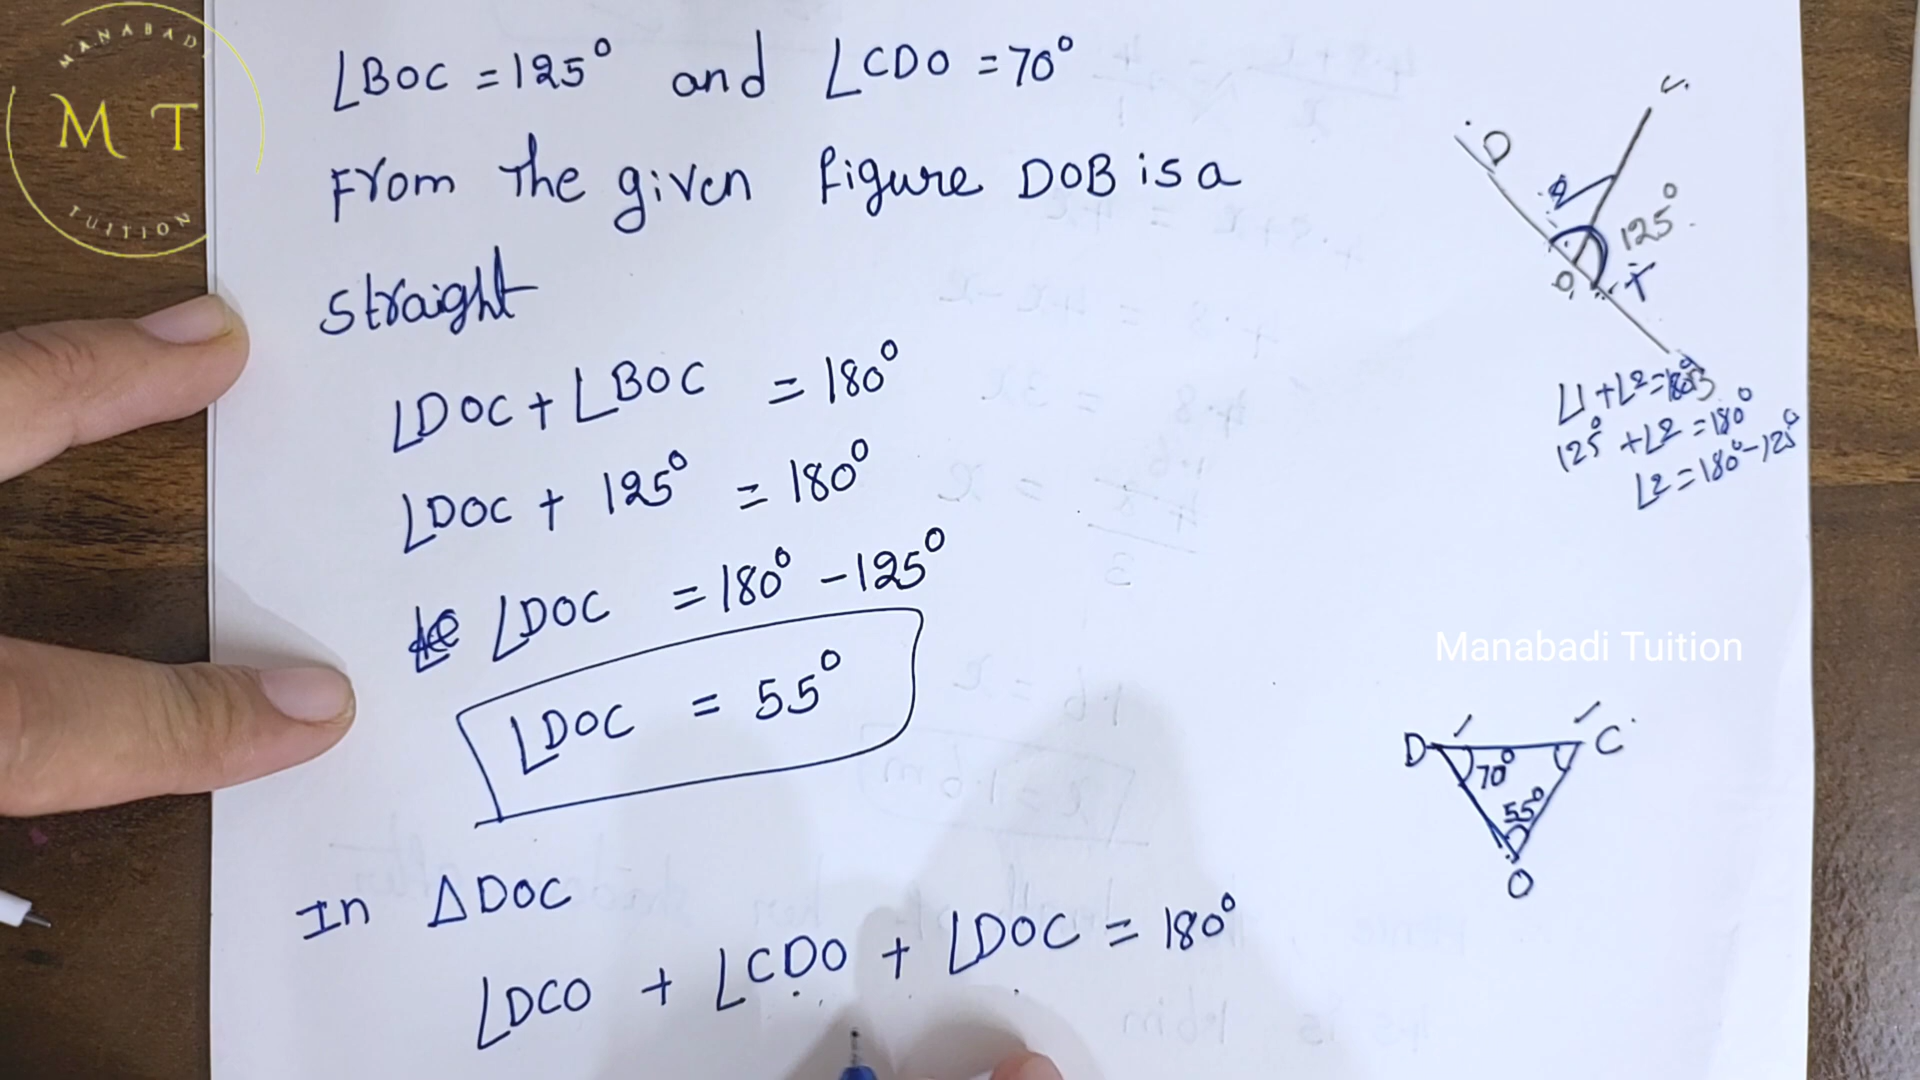 MANABADI
M T
TUITION
∠BOC = 125° and ∠CDO = 70°
From the given figure DOB is a
straight
∠DOC + ∠BOC = 180°
∠DOC + 125° = 180°
∠DOC = 180° - 125°
∠DOC = 55°
In △DOC
∠DCO + ∠CDO + ∠DOC = 180°
C
D
2
125°
O
1
B
∠1 + ∠2 = 180°
125° + ∠2 = 180°
∠2 = 180° - 125°
Manabadi Tuition
D C
70°
55°
O